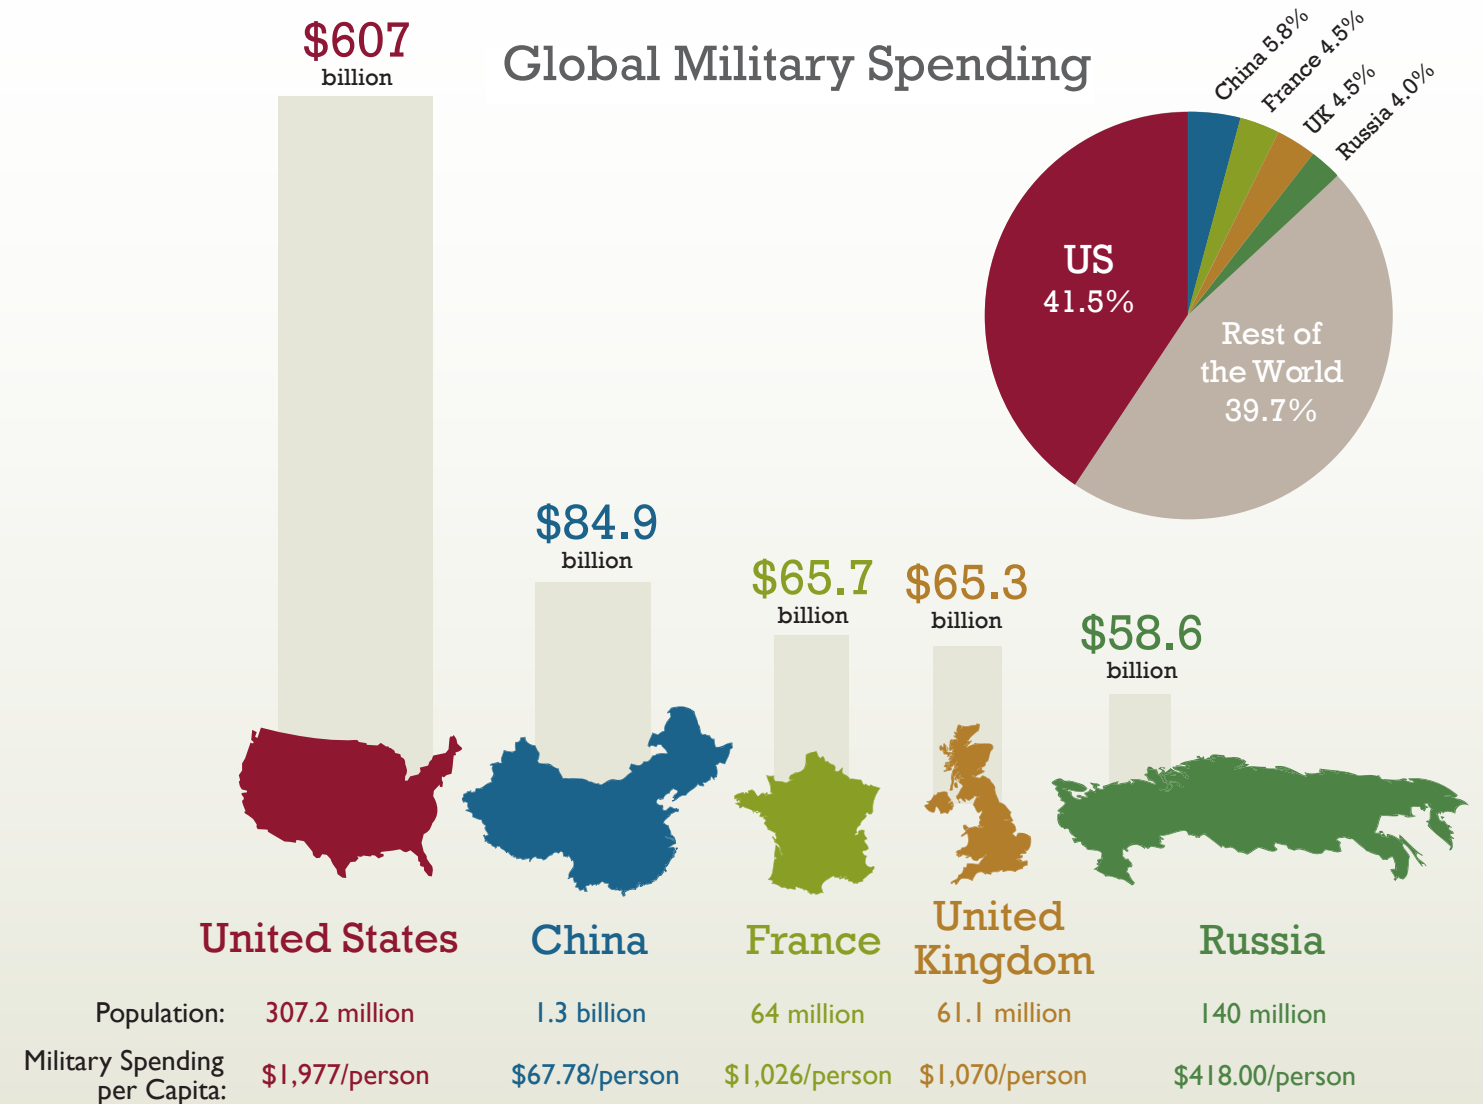 Global Military Spending
$607
billion
China 5.8%
France 4.5%
UK 4.5%
Russia 4.0%
US
41.5%
Rest of
the World
39.7%
$84.9
billion
$65.7
billion
$65.3
billion
$58.6
billion
United States
China
France
United
Kingdom
Russia
Population:
307.2 million
1.3 billion
64 million
61.1 million
140 million
Military Spending
per Capita:
$1,977/person
$67.78/person
$1,026/person
$1,070/person
$418.00/person